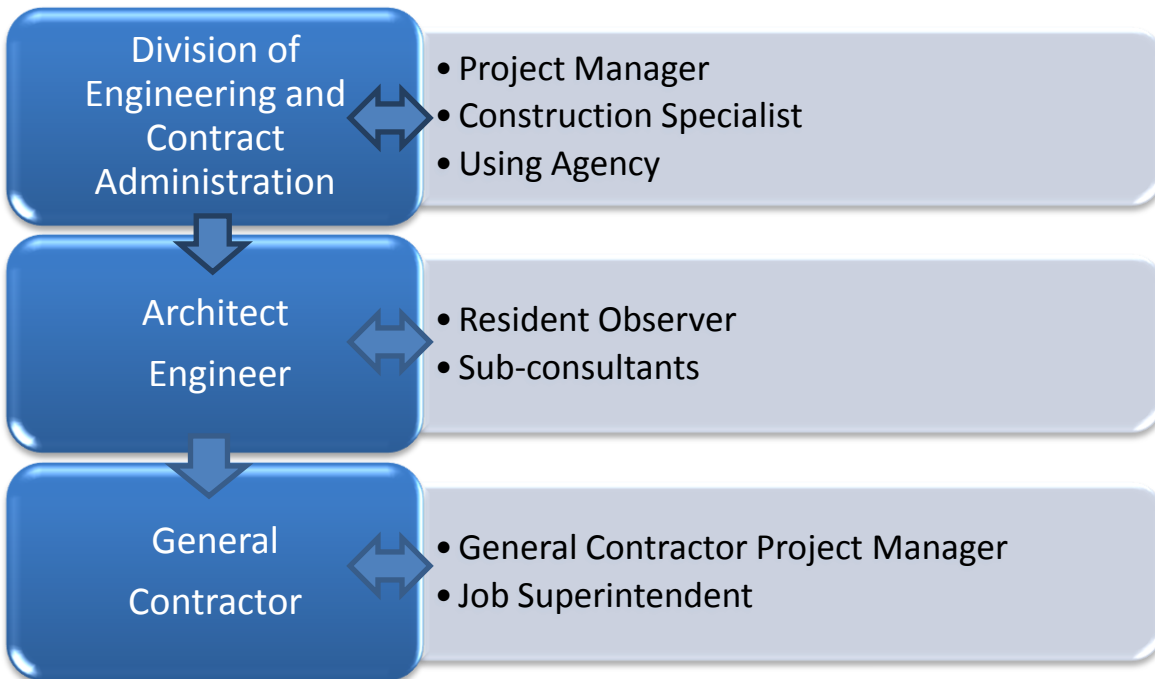 Division of
Engineering and
Contract
Administration
• Project Manager
• Construction Specialist
• Using Agency
Architect
Engineer
• Resident Observer
• Sub-consultants
General
Contractor
• General Contractor Project Manager
• Job Superintendent